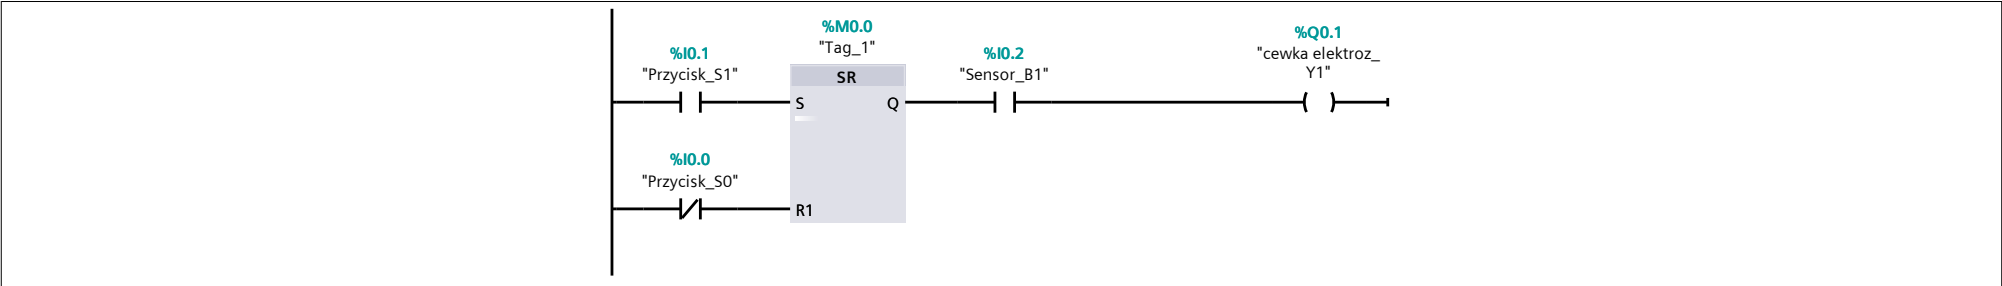 %M0.0
"Tag_1"
%I0.1
"Przycisk_S1"
SR
%I0.2
"Sensor_B1"
%Q0.1
"cewka elektroz_
Y1"
S
Q
%I0.0
"Przycisk_S0"
R1